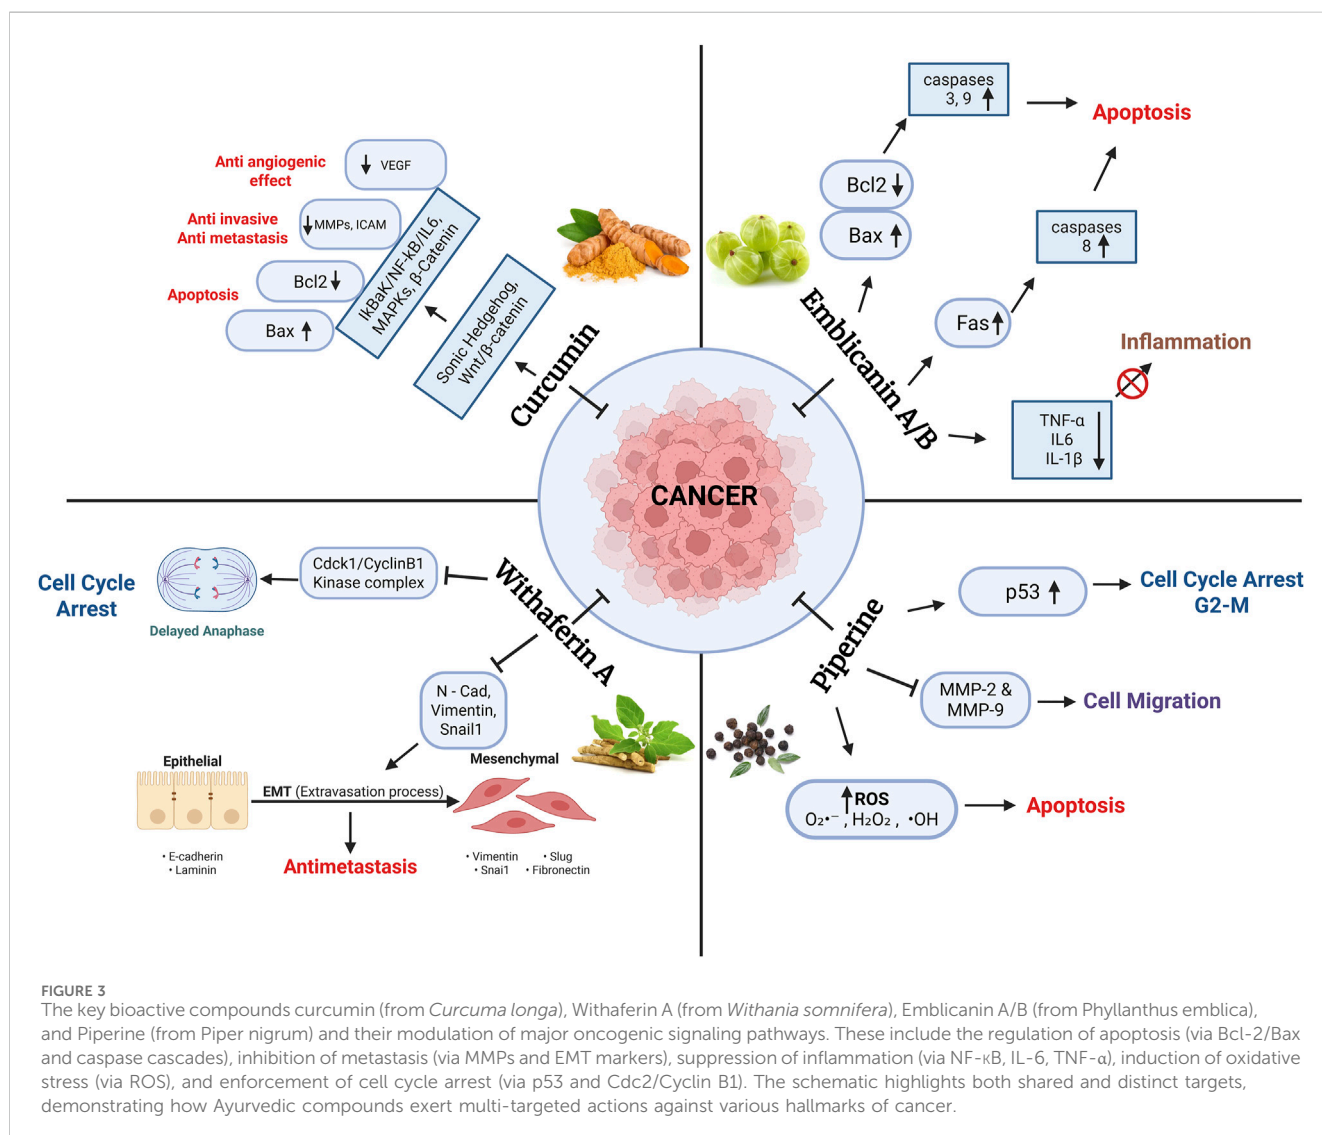 Anti angiogenic
effect
VEGF
Anti invasive
Anti metastasis
MMPs, ICAM
Apoptosis
Bcl2
Bax
IkBaK/NF-kB/IL6,
MAPKs, β-Catenin
Sonic Hedgehog,
Wnt/β-catenin
Curcumin
caspases
3, 9
Apoptosis
Bcl2
Bax
caspases
8
Fas
Emblicanin A/B
Inflammation
TNF-α
IL6
IL-1β
CANCER
Cell Cycle
Arrest
Delayed Anaphase
Cdck1/CyclinB1
Kinase complex
Withaferin A
N - Cad,
Vimentin,
Snail1
Epithelial
EMT (Extravasation process)
Mesenchymal
• E-cadherin
• Laminin
Antimetastasis
• Vimentin • Slug
• Snai1 • Fibronectin
Piperine
p53
Cell Cycle Arrest
G2-M
MMP-2 &
MMP-9
Cell Migration
ROS
O₂•⁻ , H₂O₂ , •OH
Apoptosis
FIGURE 3
The key bioactive compounds curcumin (from Curcuma longa), Withaferin A (from Withania somnifera), Emblicanin A/B (from Phyllanthus emblica),
and Piperine (from Piper nigrum) and their modulation of major oncogenic signaling pathways. These include the regulation of apoptosis (via Bcl-2/Bax
and caspase cascades), inhibition of metastasis (via MMPs and EMT markers), suppression of inflammation (via NF-κB, IL-6, TNF-α), induction of oxidative
stress (via ROS), and enforcement of cell cycle arrest (via p53 and Cdc2/Cyclin B1). The schematic highlights both shared and distinct targets,
demonstrating how Ayurvedic compounds exert multi-targeted actions against various hallmarks of cancer.